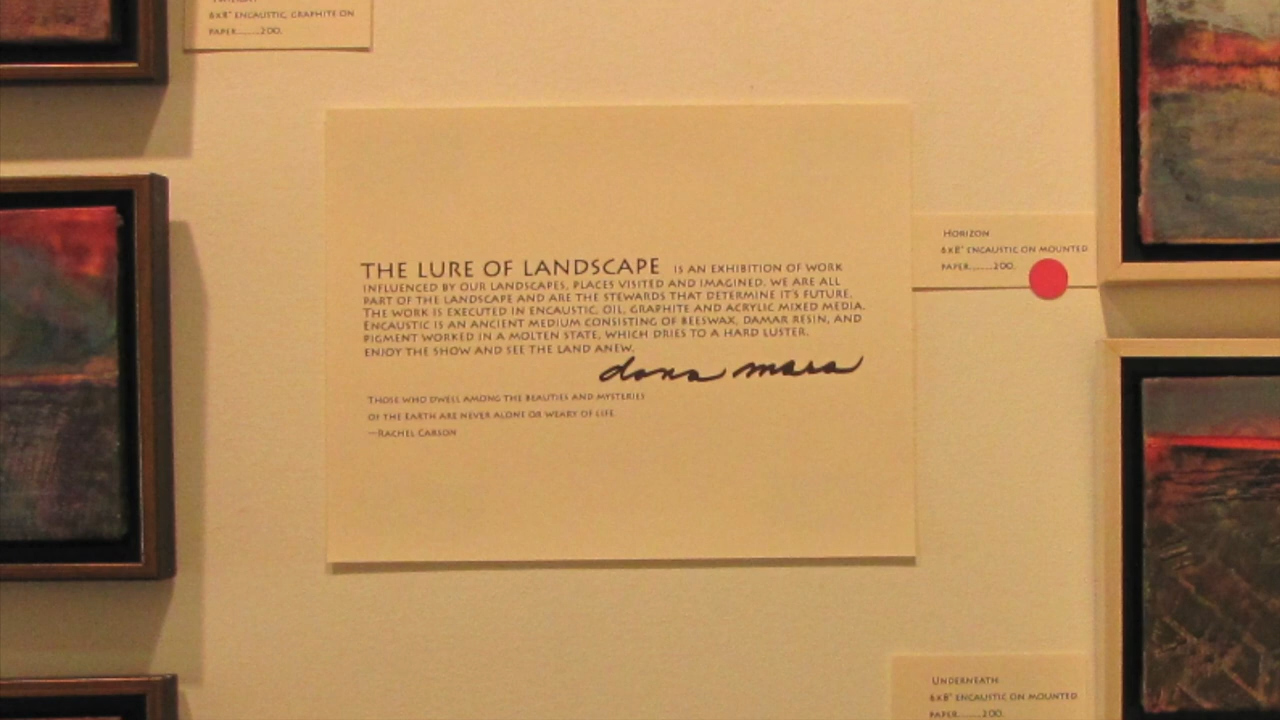 6X8" ENCAUSTIC, GRAPHITE ON
PAPER.........200.
THE LURE OF LANDSCAPE IS AN EXHIBITION OF WORK
INFLUENCED BY OUR LANDSCAPES, PLACES VISITED AND IMAGINED. WE ARE ALL
PART OF THE LANDSCAPE AND ARE THE STEWARDS THAT DETERMINE IT'S FUTURE.
THE WORK IS EXECUTED IN ENCAUSTIC, OIL, GRAPHITE AND ACRYLIC MIXED MEDIA.
ENCAUSTIC IS AN ANCIENT MEDIUM CONSISTING OF BEESWAX, DAMAR RESIN, AND
PIGMENT WORKED IN A MOLTEN STATE, WHICH DRIES TO A HARD LUSTER.
ENJOY THE SHOW AND SEE THE LAND ANEW.
dona mara
THOSE WHO DWELL AMONG THE BEAUTIES AND MYSTERIES
OF THE EARTH ARE NEVER ALONE OR WEARY OF LIFE.
—RACHEL CARSON
HORIZON
6X8" ENCAUSTIC ON MOUNTED
PAPER.........200.
UNDERNEATH
6X8" ENCAUSTIC ON MOUNTED
PAPER.........200.